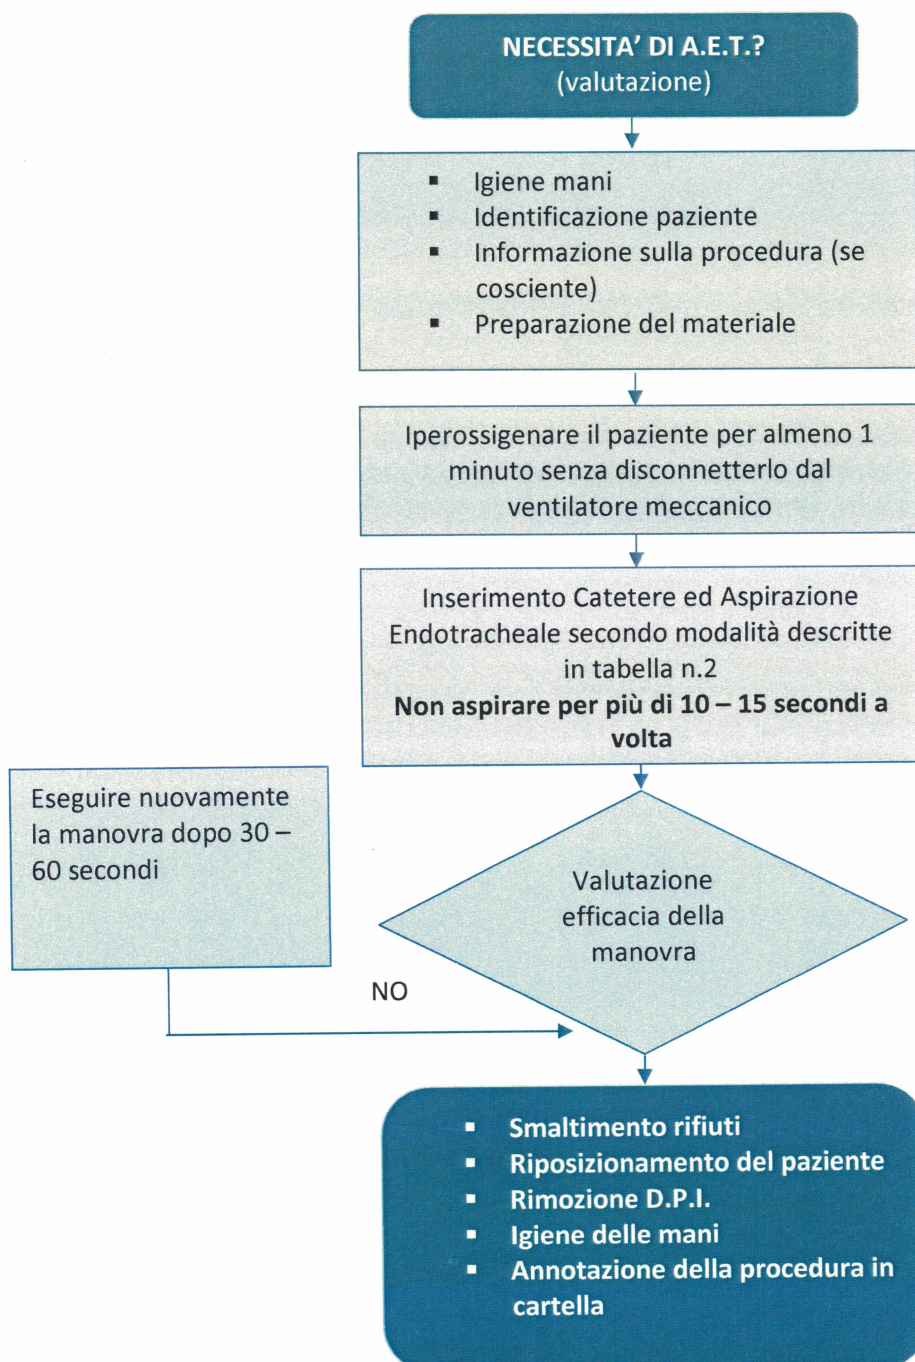 NECESSITA’ DI A.E.T.?
(valutazione)
▪ Igiene mani
▪ Identificazione paziente
▪ Informazione sulla procedura (se
cosciente)
▪ Preparazione del materiale
Iperossigenare il paziente per almeno 1
minuto senza disconnetterlo dal
ventilatore meccanico
Inserimento Catetere ed Aspirazione
Endotracheale secondo modalità descritte
in tabella n.2
Non aspirare per più di 10 – 15 secondi a
volta
Eseguire nuovamente
la manovra dopo 30 –
60 secondi
Valutazione
efficacia della
manovra
NO
▪ Smaltimento rifiuti
▪ Riposizionamento del paziente
▪ Rimozione D.P.I.
▪ Igiene delle mani
▪ Annotazione della procedura in
cartella